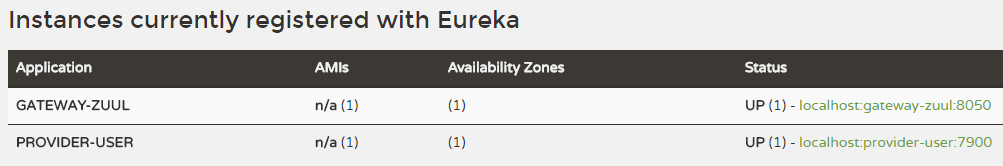 Instances currently registered with Eureka
Application AMIs Availability Zones Status
GATEWAY-ZUUL n/a (1) (1) UP (1) - localhost:gateway-zuul:8050
PROVIDER-USER n/a (1) (1) UP (1) - localhost:provider-user:7900